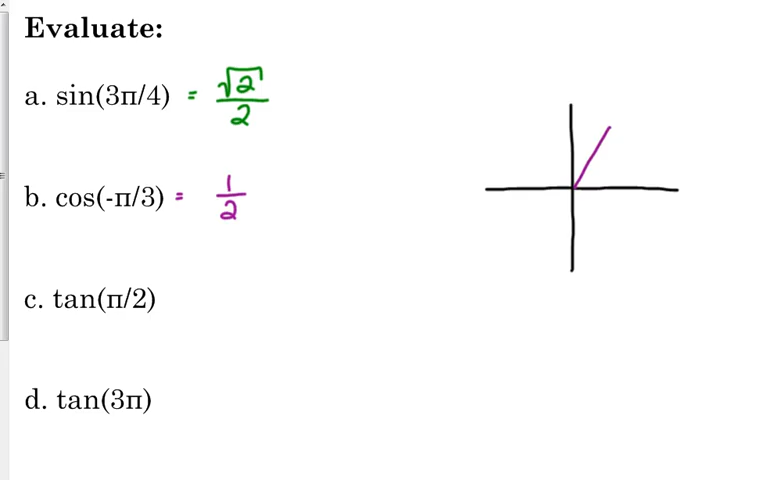 Evaluate:
a. sin(3π/4) = √2/2
b. cos(-π/3) = 1/2
c. tan(π/2)
d. tan(3π)